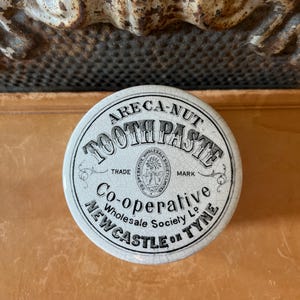 ARECA-NUT
TOOTH PASTE
TRADE MARK
Co-operative
Wholesale Society Ld
NEWCASTLE ON TYNE